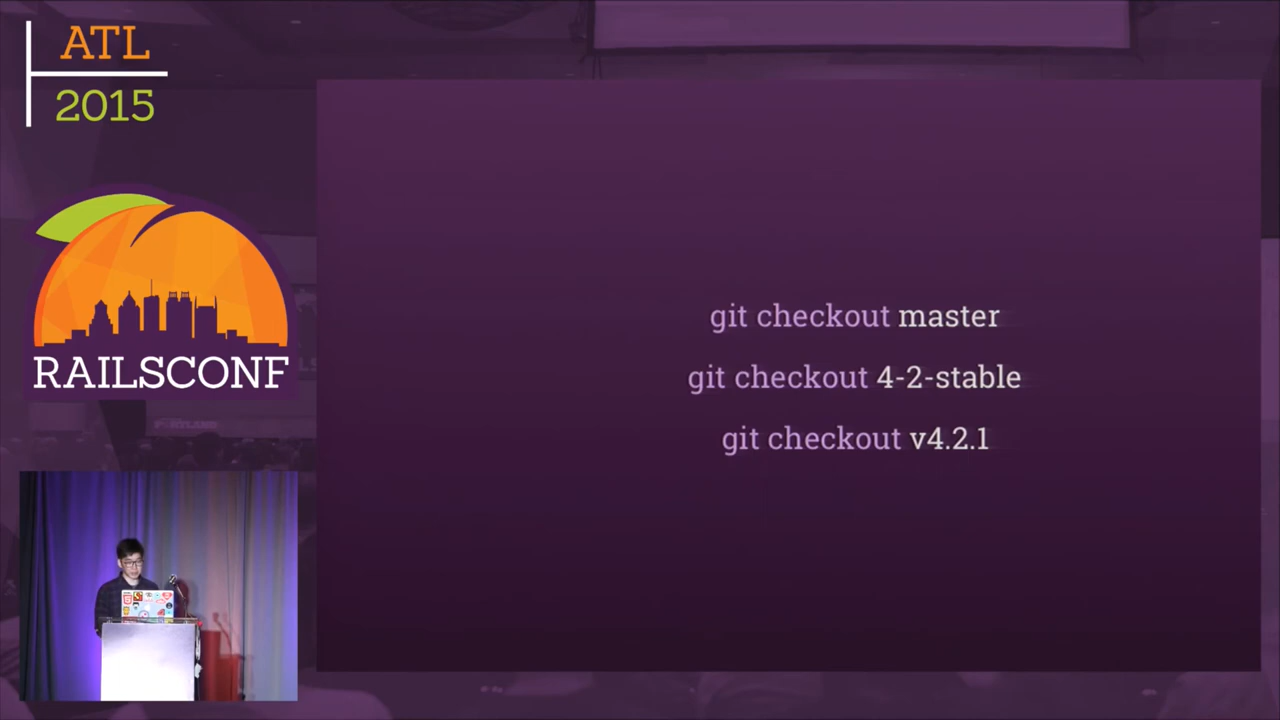 ATL
2015
RAILSCONF
git checkout master
git checkout 4-2-stable
git checkout v4.2.1